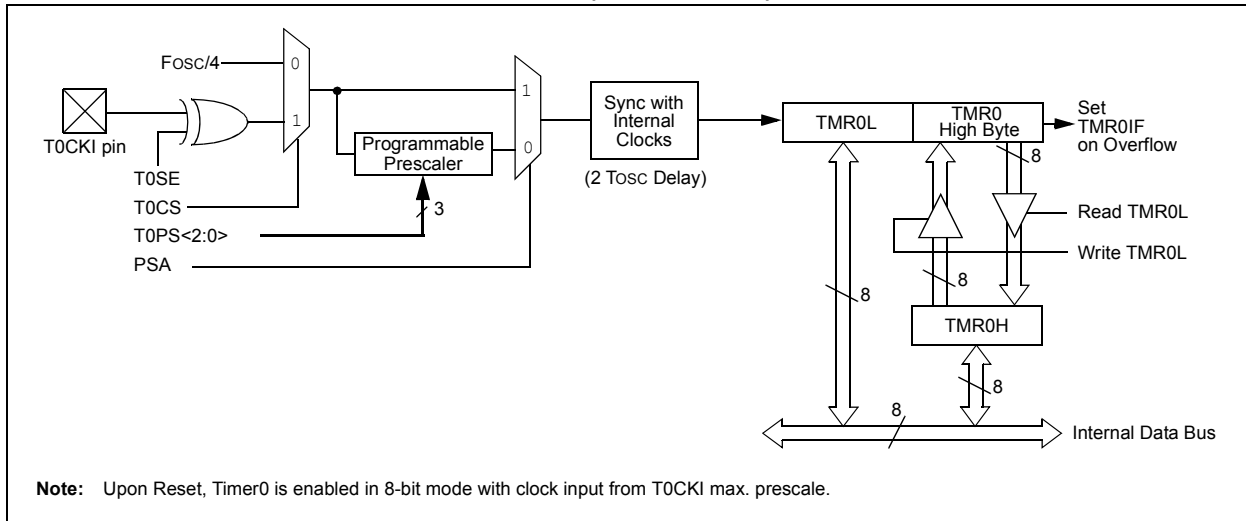 FOSC/4
0
1
T0CKI pin
T0SE
T0CS
T0PS<2:0>
PSA
Programmable
Prescaler
3
1
0
Sync with
Internal
Clocks
(2 TOSC Delay)
TMR0L
TMR0
High Byte
Set
TMR0IF
on Overflow
8
Read TMR0L
Write TMR0L
8
8
TMR0H
8
8
Internal Data Bus
Note: Upon Reset, Timer0 is enabled in 8-bit mode with clock input from T0CKI max. prescale.